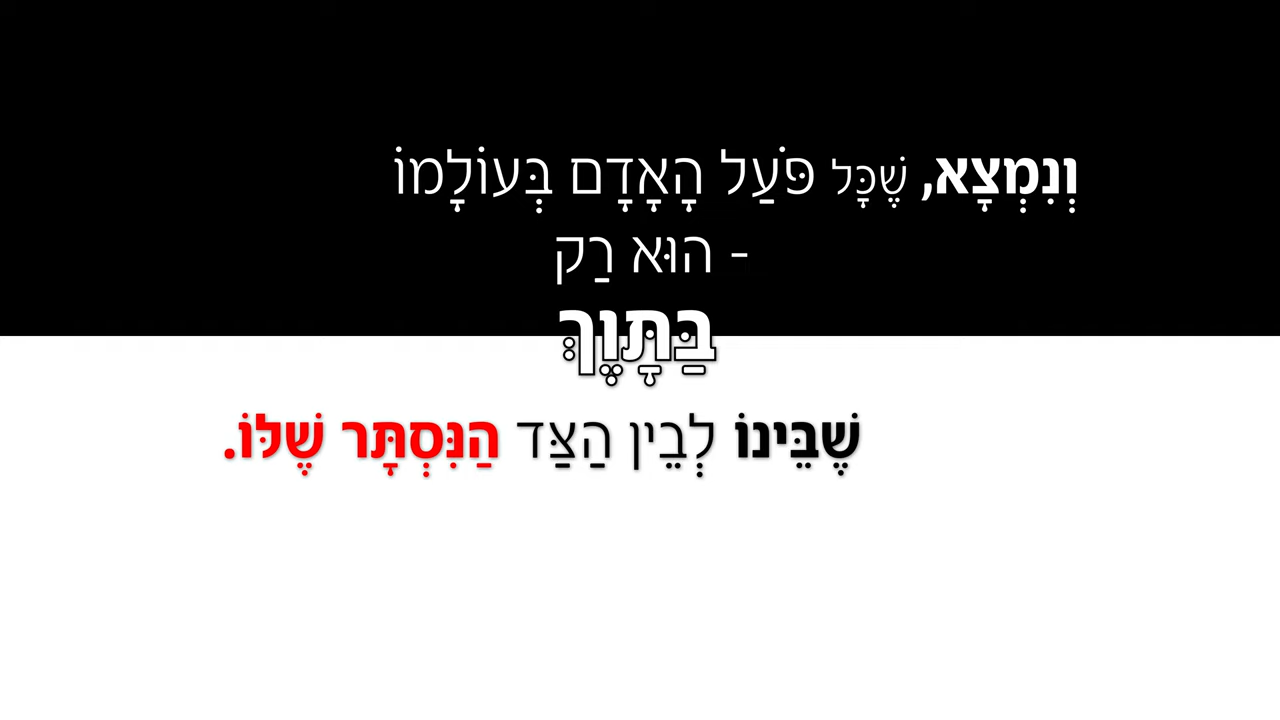 וְנִמְצָא, שֶׁכָּל פֹּעַל הָאָדָם בְּעוֹלָמוֹ
- הוּא רַק
בַּתָּוֶךְ
שֶׁבֵּינוֹ לְבֵין הַצַּד הַנִּסְתָּר שֶׁלּוֹ.